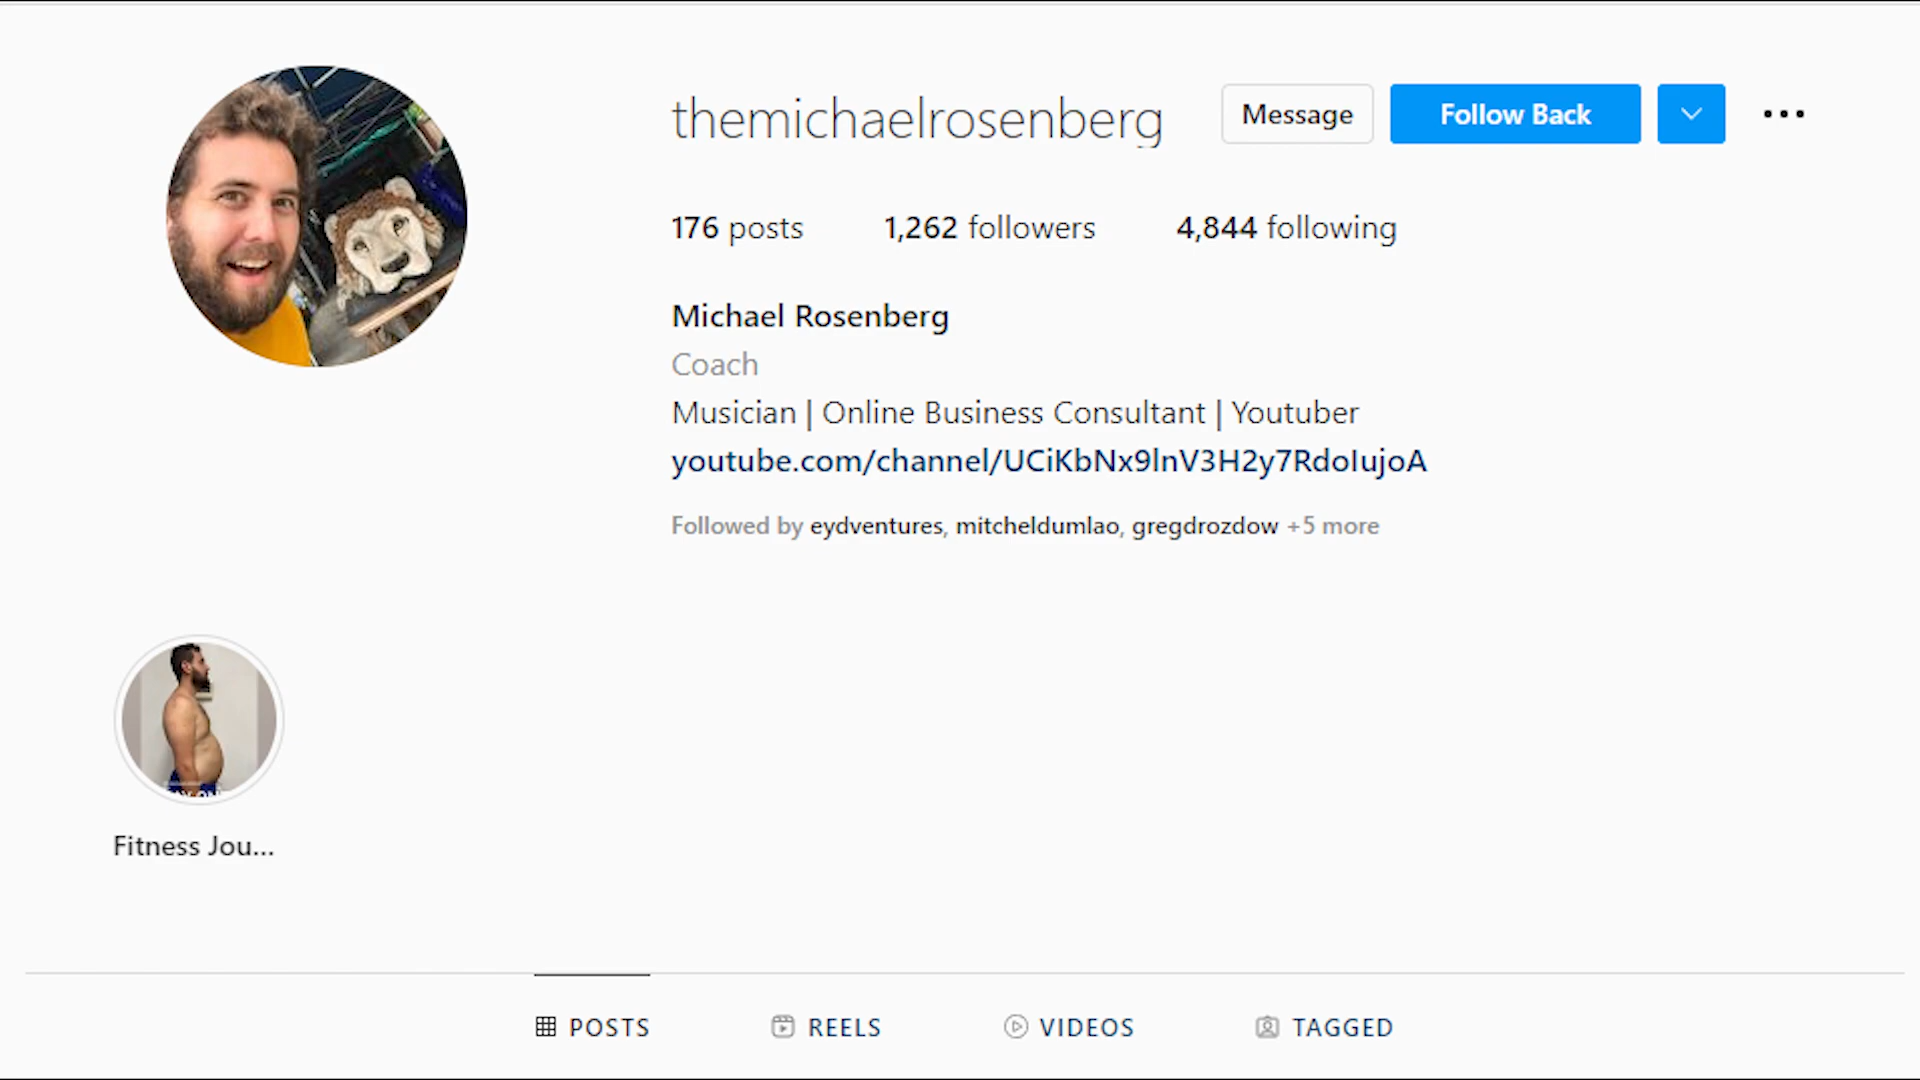 themichaelrosenberg
Message
Follow Back
176 posts
1,262 followers
4,844 following
Michael Rosenberg
Coach
Musician | Online Business Consultant | Youtuber
youtube.com/channel/UCiKbNx9lnV3H2y7RdoIujoA
Followed by eydventures, mitcheldumlao, gregdrozdow +5 more
Fitness Jou...
POSTS
REELS
VIDEOS
TAGGED